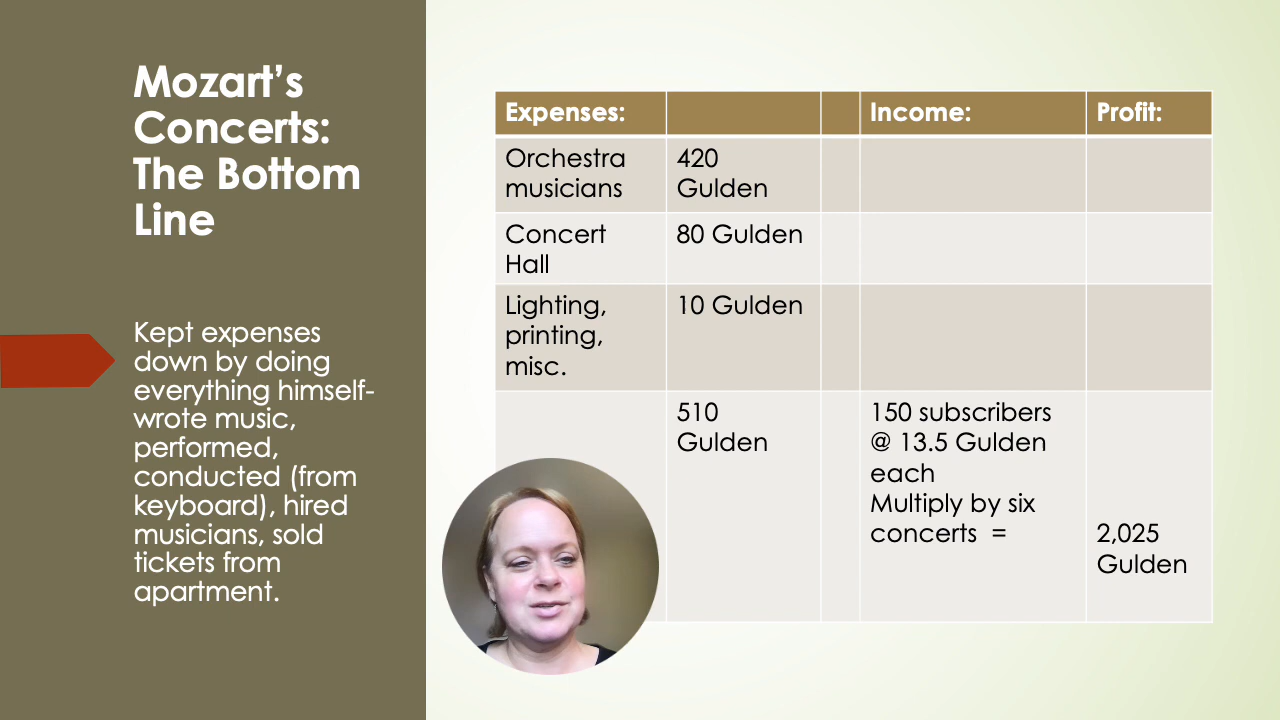 Mozart's
Concerts:
The Bottom
Line
Kept expenses
down by doing
everything himself-
wrote music,
performed,
conducted (from
keyboard), hired
musicians, sold
tickets from
apartment.
Expenses:
Income:
Profit:
Orchestra
musicians
420
Gulden
Concert
Hall
80 Gulden
Lighting,
printing,
misc.
10 Gulden
510
Gulden
150 subscribers
@ 13.5 Gulden
each
Multiply by six
concerts =
2,025
Gulden